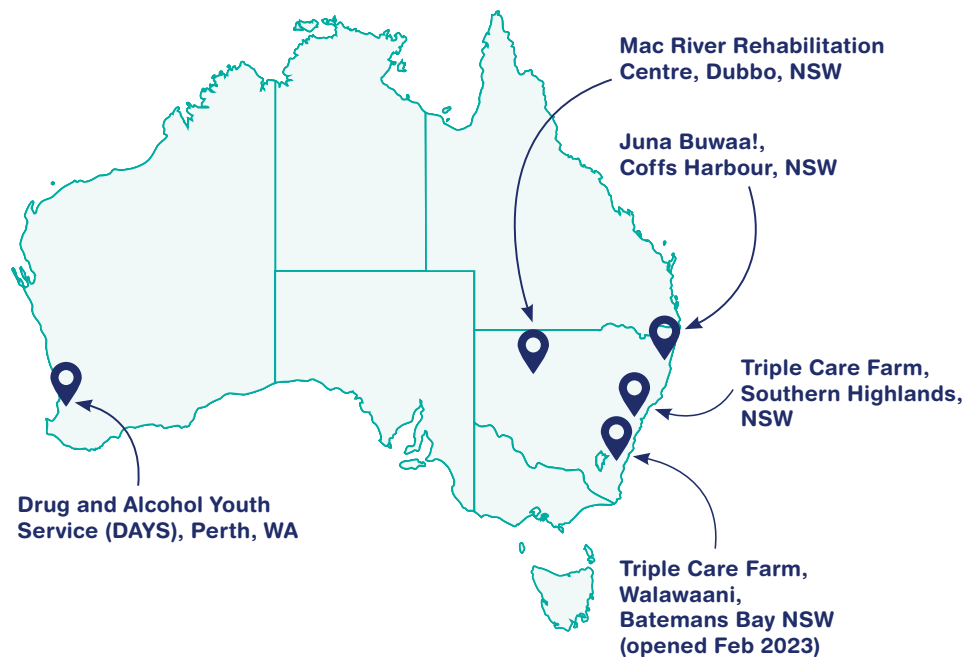 Mac River Rehabilitation
Centre, Dubbo, NSW
Juna Buwaa!,
Coffs Harbour, NSW
Triple Care Farm,
Southern Highlands,
NSW
Drug and Alcohol Youth
Service (DAYS), Perth, WA
Triple Care Farm,
Walawaani,
Batemans Bay NSW
(opened Feb 2023)